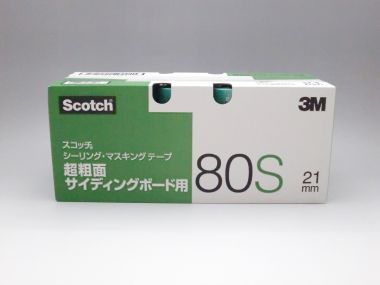 Scotch
3M
スコッチ®
シーリング・マスキングテープ
超粗面
サイディングボード用
80S
21
mm